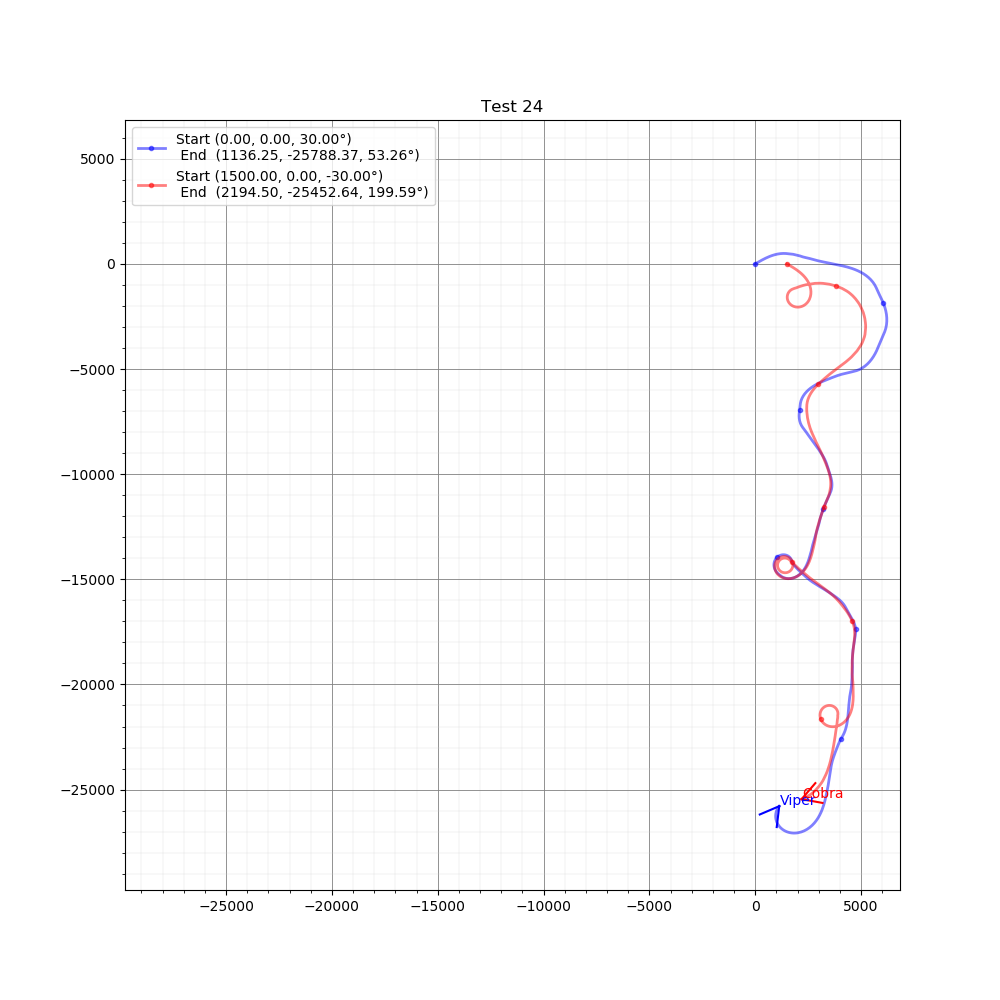 Test 24
Start (0.00, 0.00, 30.00°)
End  (1136.25, -25788.37, 53.26°)
Start (1500.00, 0.00, -30.00°)
End  (2194.50, -25452.64, 199.59°)
5000
0
−5000
−10000
−15000
−20000
−25000
Cobra
Viper
−25000
−20000
−15000
−10000
−5000
0
5000